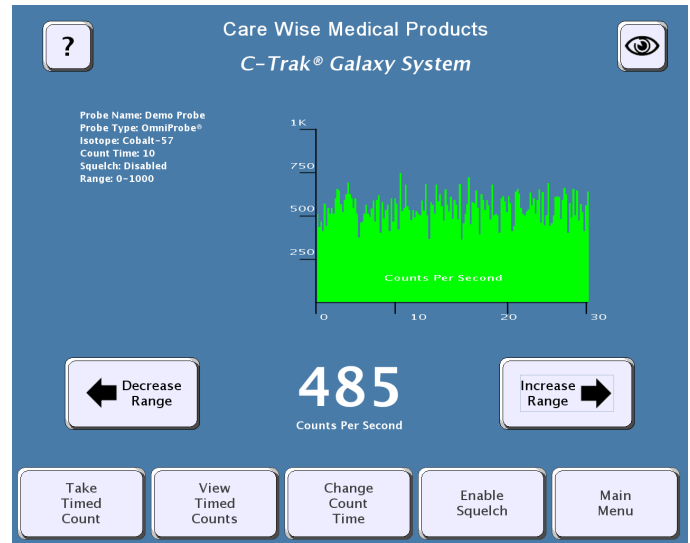 ?
Care Wise Medical Products
C-Trak® Galaxy System
Probe Name: Demo Probe
Probe Type: OmniProbe®
Isotope: Cobalt-57
Count Time: 10
Squelch: Disabled
Range: 0-1000
1K
750
500
250
Counts Per Second
0 10 20 30
Decrease
Range
485
Counts Per Second
Increase
Range
Take
Timed
Count
View
Timed
Counts
Change
Count
Time
Enable
Squelch
Main
Menu